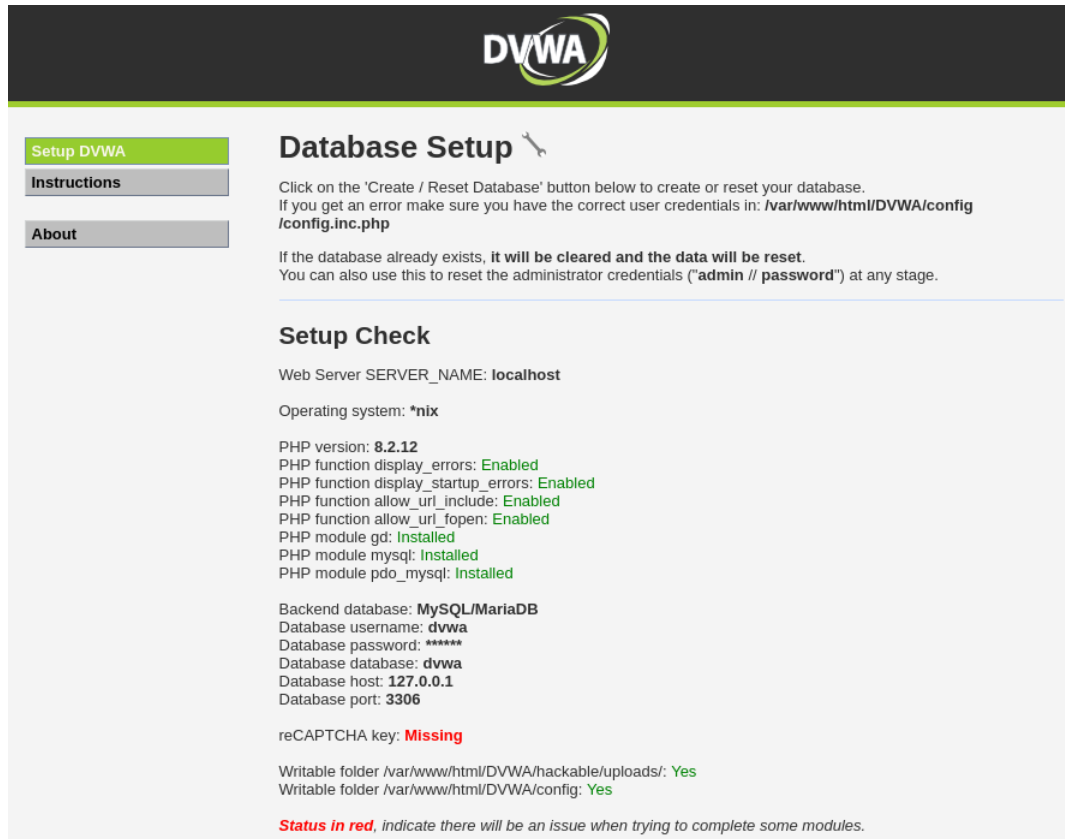 DVWA
Setup DVWA
Instructions
About
Database Setup
Click on the 'Create / Reset Database' button below to create or reset your database.
If you get an error make sure you have the correct user credentials in: /var/www/html/DVWA/config
/config.inc.php
If the database already exists, it will be cleared and the data will be reset.
You can also use this to reset the administrator credentials ("admin // password") at any stage.
Setup Check
Web Server SERVER_NAME: localhost
Operating system: *nix
PHP version: 8.2.12
PHP function display_errors: Enabled
PHP function display_startup_errors: Enabled
PHP function allow_url_include: Enabled
PHP function allow_url_fopen: Enabled
PHP module gd: Installed
PHP module mysql: Installed
PHP module pdo_mysql: Installed
Backend database: MySQL/MariaDB
Database username: dvwa
Database password: ******
Database database: dvwa
Database host: 127.0.0.1
Database port: 3306
reCAPTCHA key: Missing
Writable folder /var/www/html/DVWA/hackable/uploads/: Yes
Writable folder /var/www/html/DVWA/config: Yes
Status in red, indicate there will be an issue when trying to complete some modules.